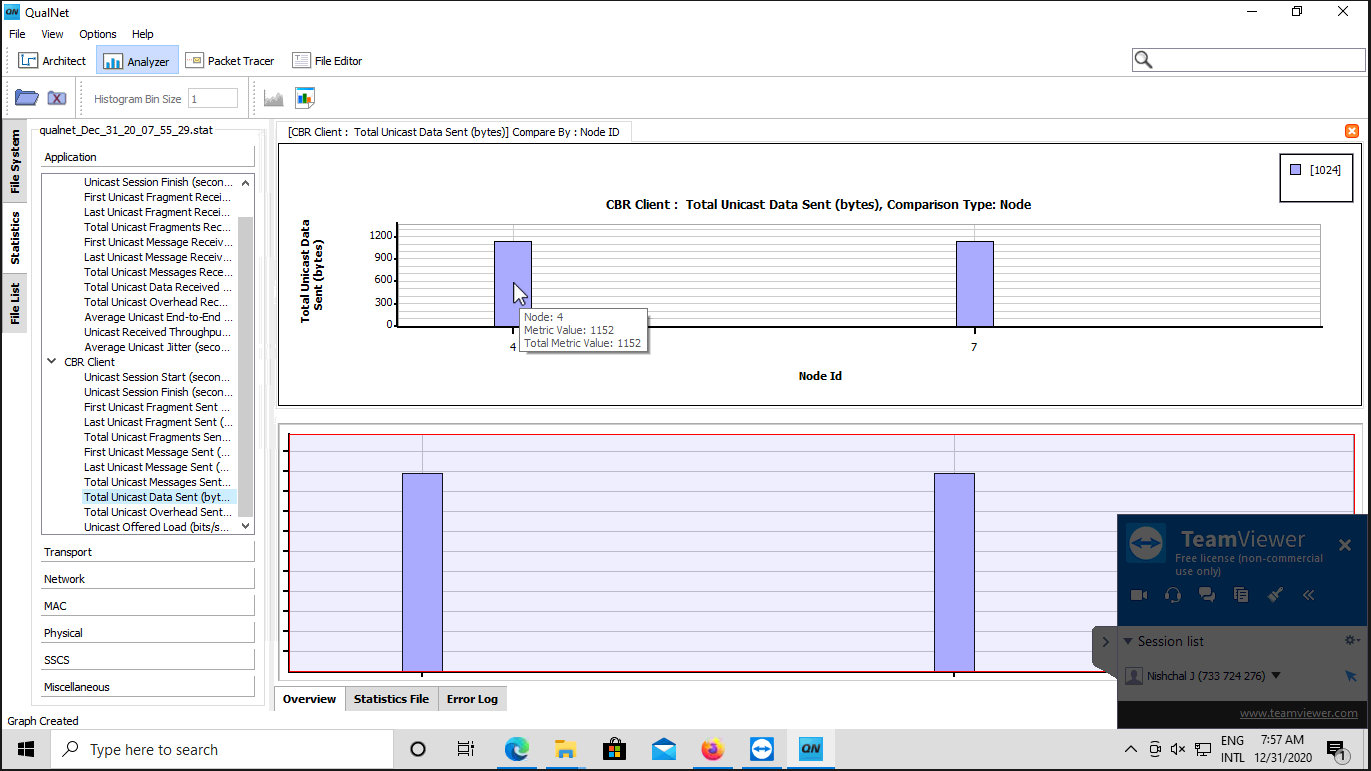 QN QualNet
File View Options Help
Architect Analyzer Packet Tracer File Editor
Histogram Bin Size 1
File System
Statistics
File List
qualnet_Dec_31_20_07_55_29.stat
Application
Unicast Session Finish (secon...
First Unicast Fragment Recei...
Last Unicast Fragment Recei...
Total Unicast Fragments Rec...
First Unicast Message Receiv...
Last Unicast Message Receiv...
Total Unicast Messages Rece...
Total Unicast Data Received ...
Total Unicast Overhead Rec...
Average Unicast End-to-End ...
Unicast Received Throughpu...
Average Unicast Jitter (seco...
CBR Client
Unicast Session Start (secon...
Unicast Session Finish (secon...
First Unicast Fragment Sent ...
Last Unicast Fragment Sent (...
Total Unicast Fragments Sen...
First Unicast Message Sent (...
Last Unicast Message Sent (...
Total Unicast Messages Sent...
Total Unicast Data Sent (byt...
Total Unicast Overhead Sent...
Unicast Offered Load (bits/s...
Transport
Network
MAC
Physical
SSCS
Miscellaneous
[CBR Client : Total Unicast Data Sent (bytes)] Compare By : Node ID
[1024]
CBR Client : Total Unicast Data Sent (bytes), Comparison Type: Node
Total Unicast Data
Sent (bytes)
1200
900
600
300
0
Node: 4
Metric Value: 1152
Total Metric Value: 1152
4 7
Node Id
TeamViewer
Free license (non-commercial
use only)
Session list
Nishchal J (733 724 276)
www.teamviewer.com
Overview Statistics File Error Log
Graph Created
Type here to search
QN
ENG
INTL
7:57 AM
12/31/2020
1